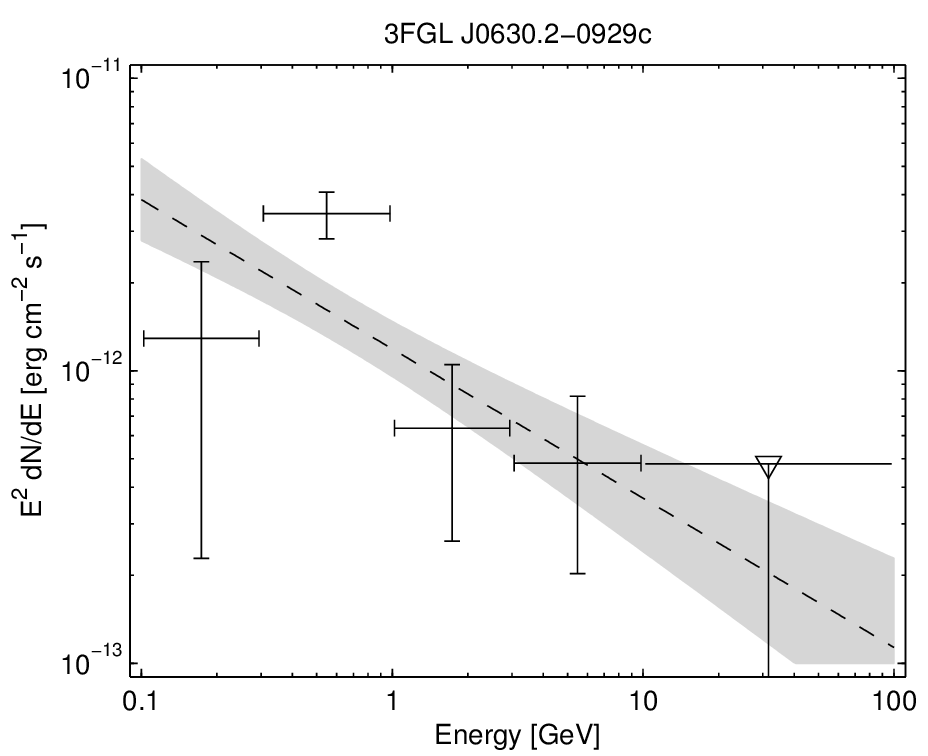 3FGL J0630.2−0929c
10⁻¹¹
10⁻¹²
10⁻¹³
E² dN/dE [erg cm⁻² s⁻¹]
0.1 1 10 100
Energy [GeV]